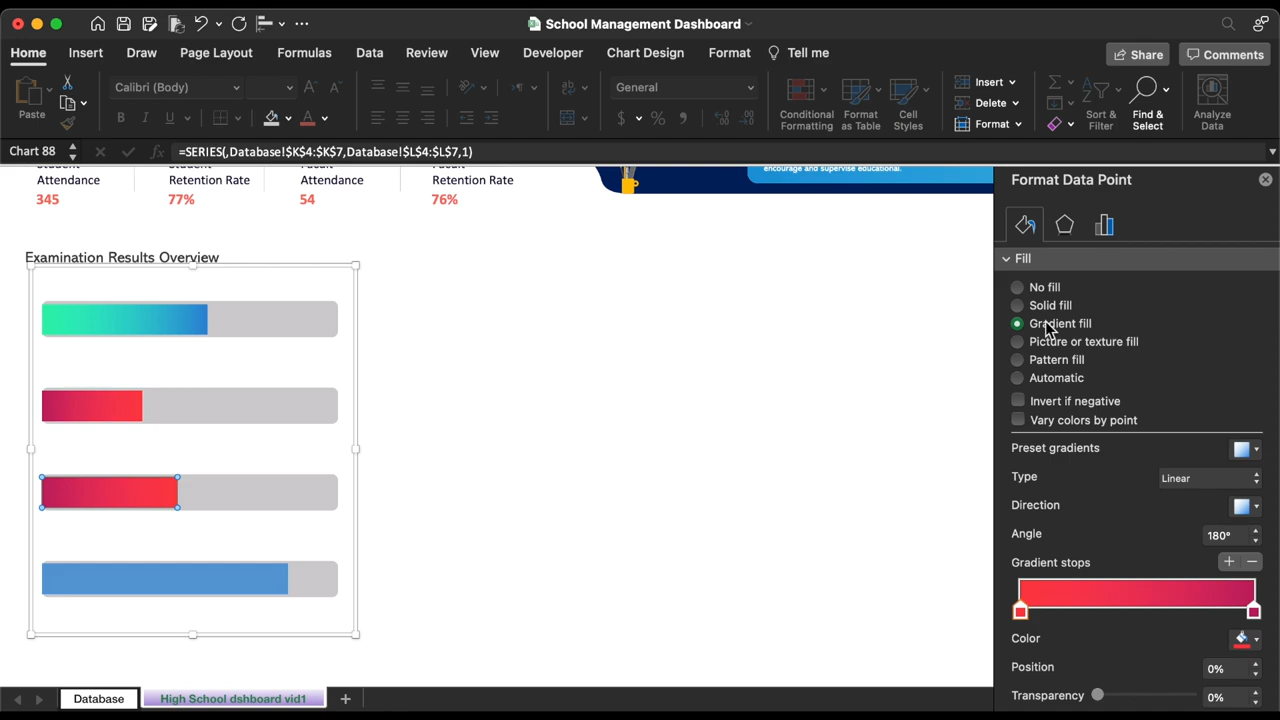 School Management Dashboard
Home Insert Draw Page Layout Formulas Data Review View Developer Chart Design Format Tell me Share Comments
Paste Calibri (Body) B I U A A A General $ % Conditional Formatting Format as Table Cell Styles Insert Delete Format Sort & Filter Find & Select Analyze Data
Chart 88 fx =SERIES(,Database!$K$4:$K$7,Database!$L$4:$L$7,1)
encourage and supervise educational.
Attendance Retention Rate Attendance Retention Rate
345 77% 54 76%
Examination Results Overview
Format Data Point
Fill
No fill
Solid fill
Gradient fill
Picture or texture fill
Pattern fill
Automatic
Invert if negative
Vary colors by point
Preset gradients
Type Linear
Direction
Angle 180°
Gradient stops
Color
Position 0%
Transparency 0%
Database High School dshboard vid1